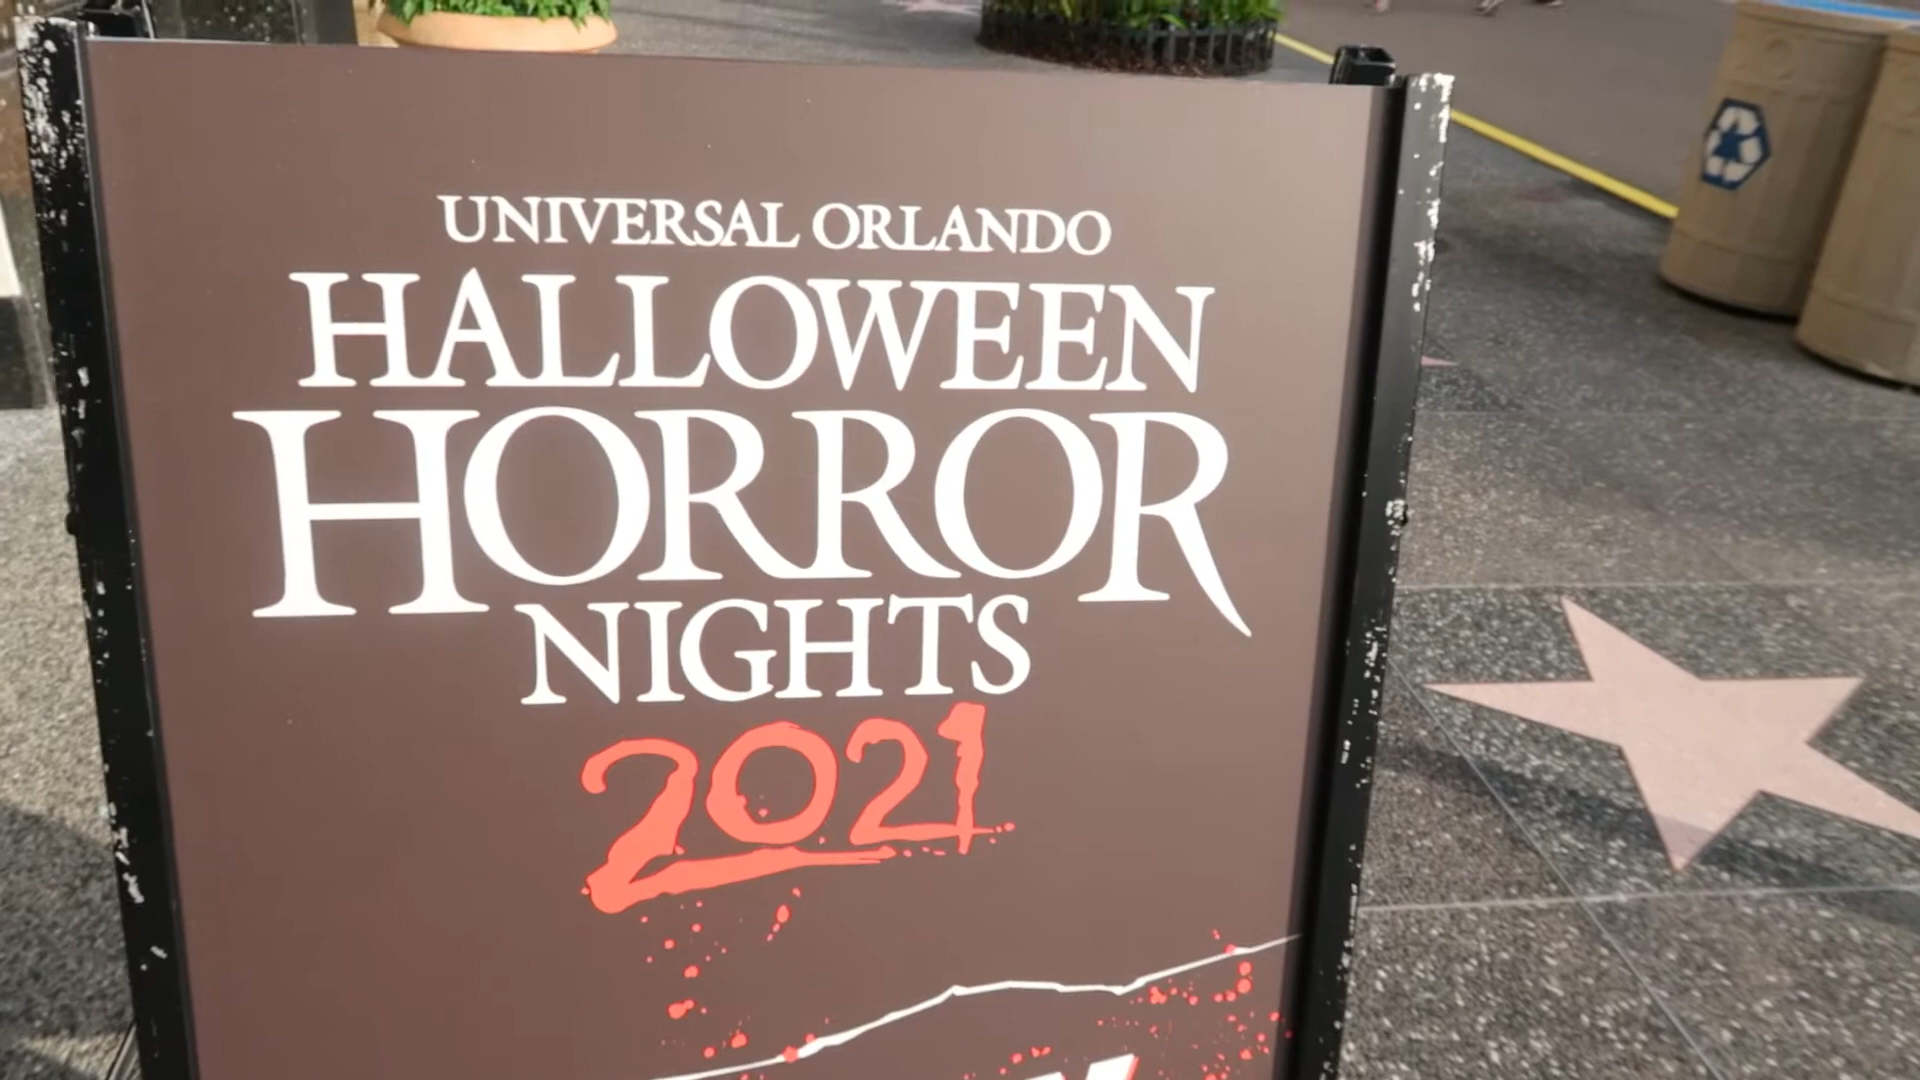 UNIVERSAL ORLANDO
HALLOWEEN
HORROR
NIGHTS
2021